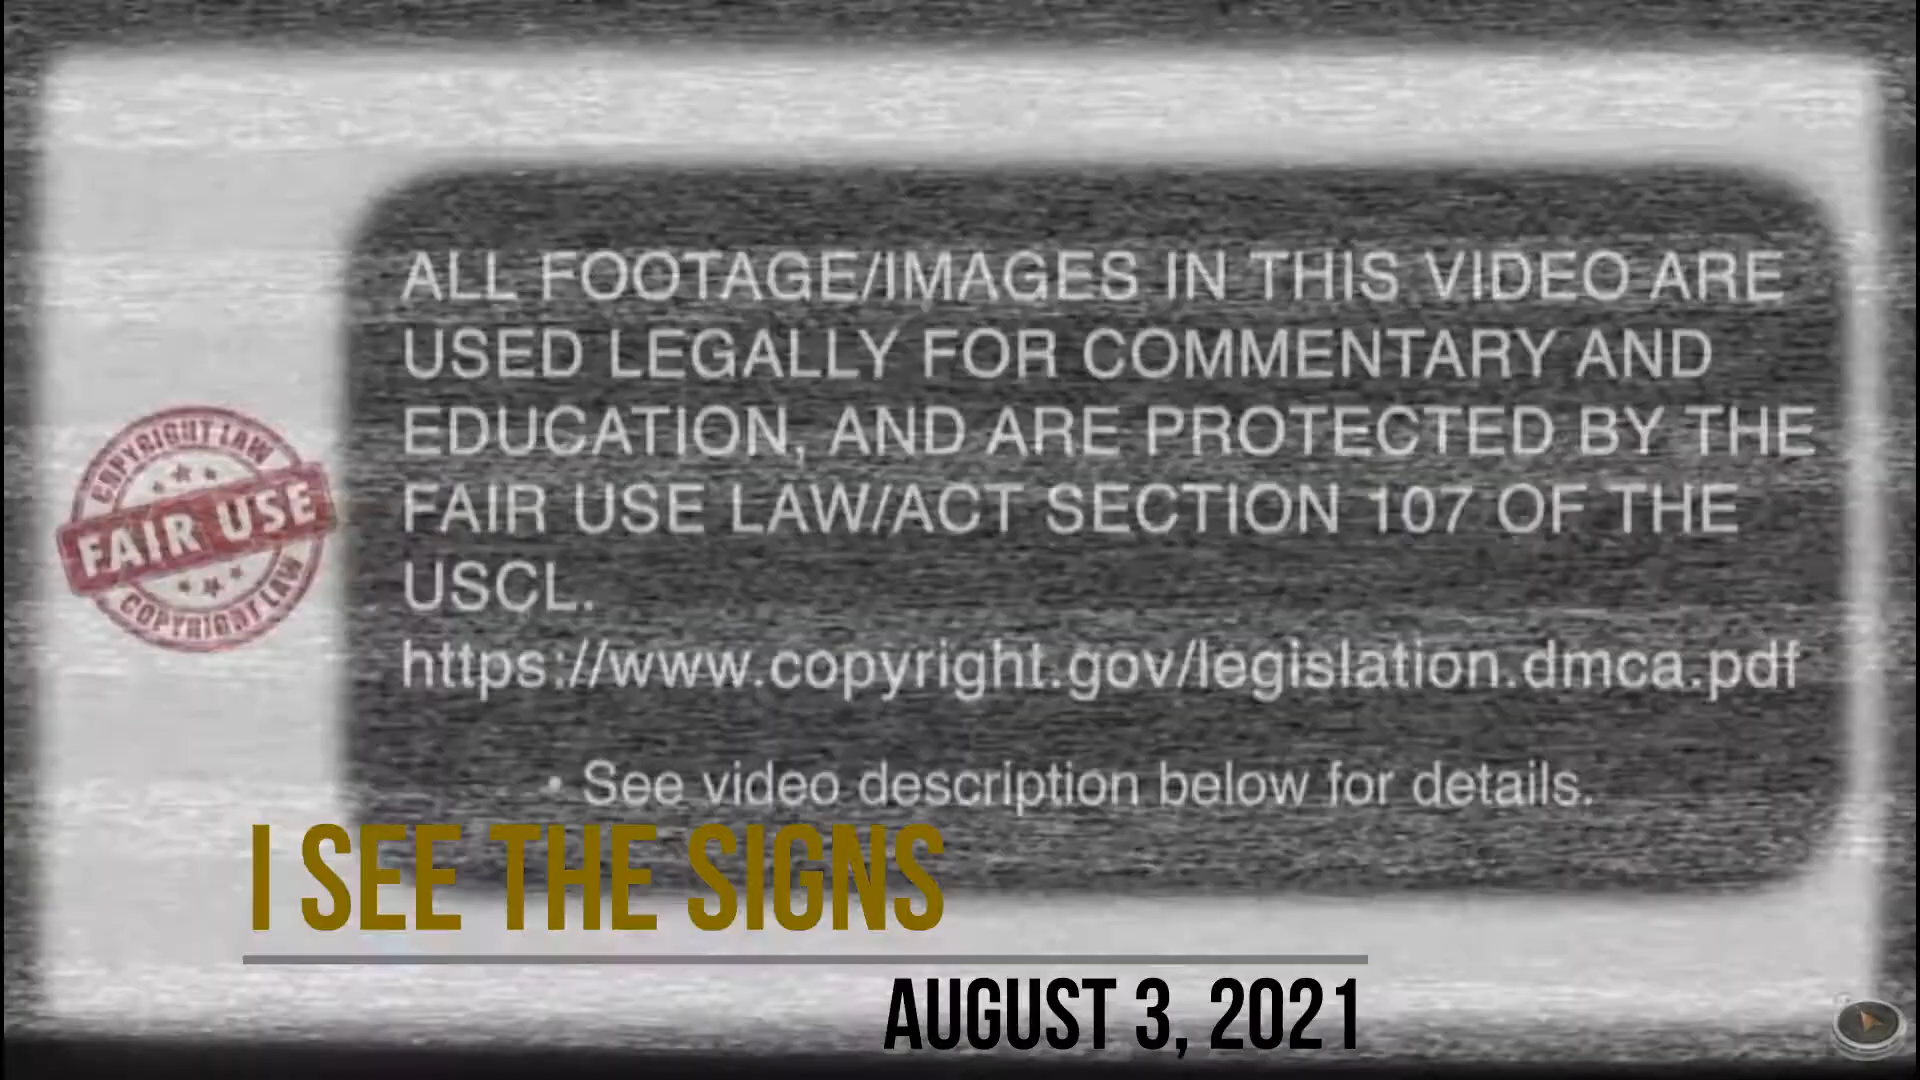 ALL FOOTAGE/IMAGES IN THIS VIDEO ARE
USED LEGALLY FOR COMMENTARY AND
EDUCATION, AND ARE PROTECTED BY THE
FAIR USE LAW/ACT SECTION 107 OF THE
USCL.
https://www.copyright.gov/legislation.dmca.pdf
• See video description below for details.
COPYRIGHT LAW
FAIR USE
COPYRIGHT LAW
I SEE THE SIGNS
AUGUST 3, 2021